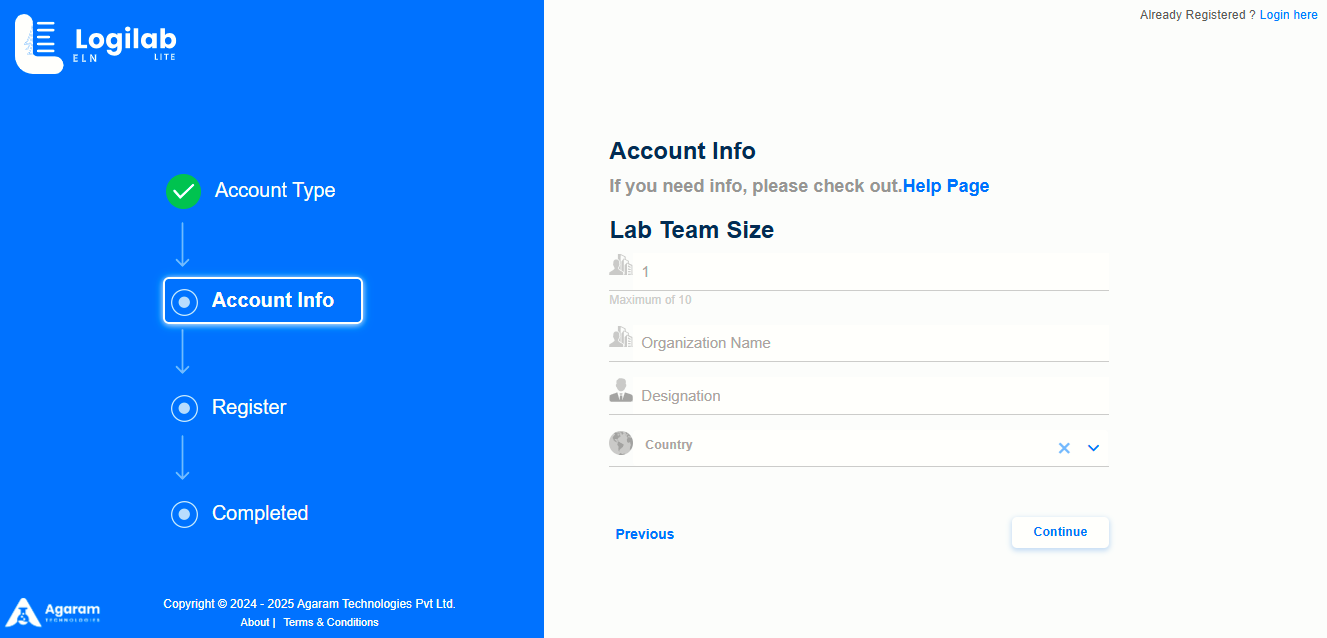 Logilab
ELN LITE
Already Registered ? Login here
Account Type
Account Info
Register
Completed
Account Info
If you need info, please check out.Help Page
Lab Team Size
1
Maximum of 10
Organization Name
Designation
Country
Previous
Continue
Agaram
TECHNOLOGIES
Copyright © 2024 - 2025 Agaram Technologies Pvt Ltd.
About | Terms & Conditions